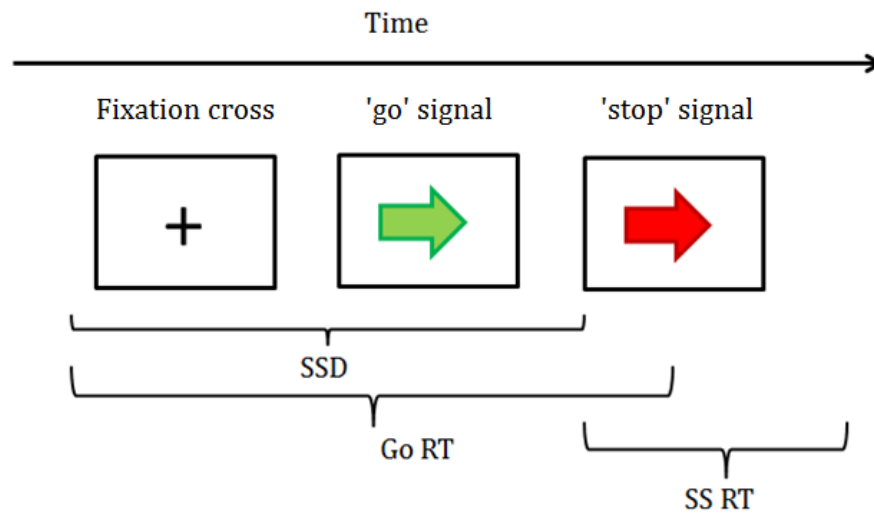 Time
Fixation cross
'go' signal
'stop' signal
SSD
Go RT
SS RT